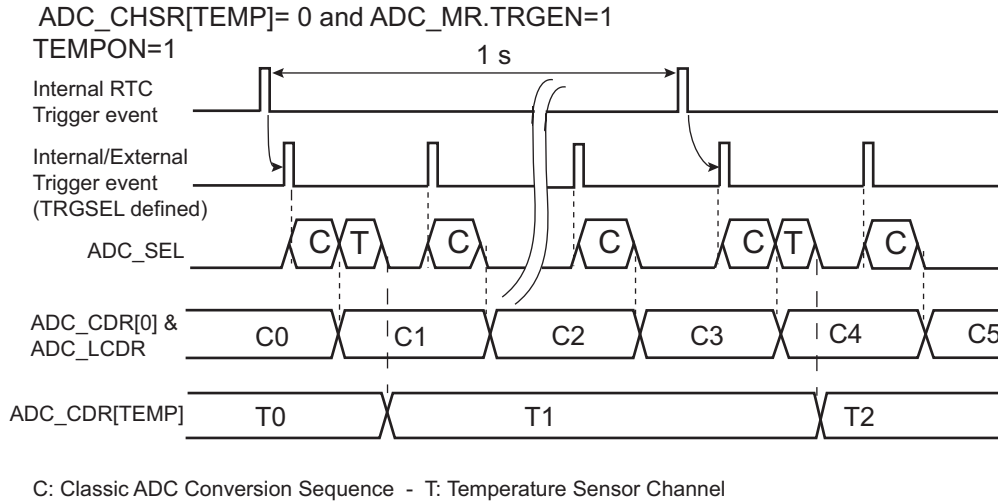 ADC_CHSR[TEMP]= 0 and ADC_MR.TRGEN=1
TEMPON=1
1 s
Internal RTC
Trigger event
Internal/External
Trigger event
(TRGSEL defined)
ADC_SEL
C T C C C T C
ADC_CDR[0] &
ADC_LCDR
C0 C1 C2 C3 C4 C5
ADC_CDR[TEMP]
T0 T1 T2
C: Classic ADC Conversion Sequence - T: Temperature Sensor Channel